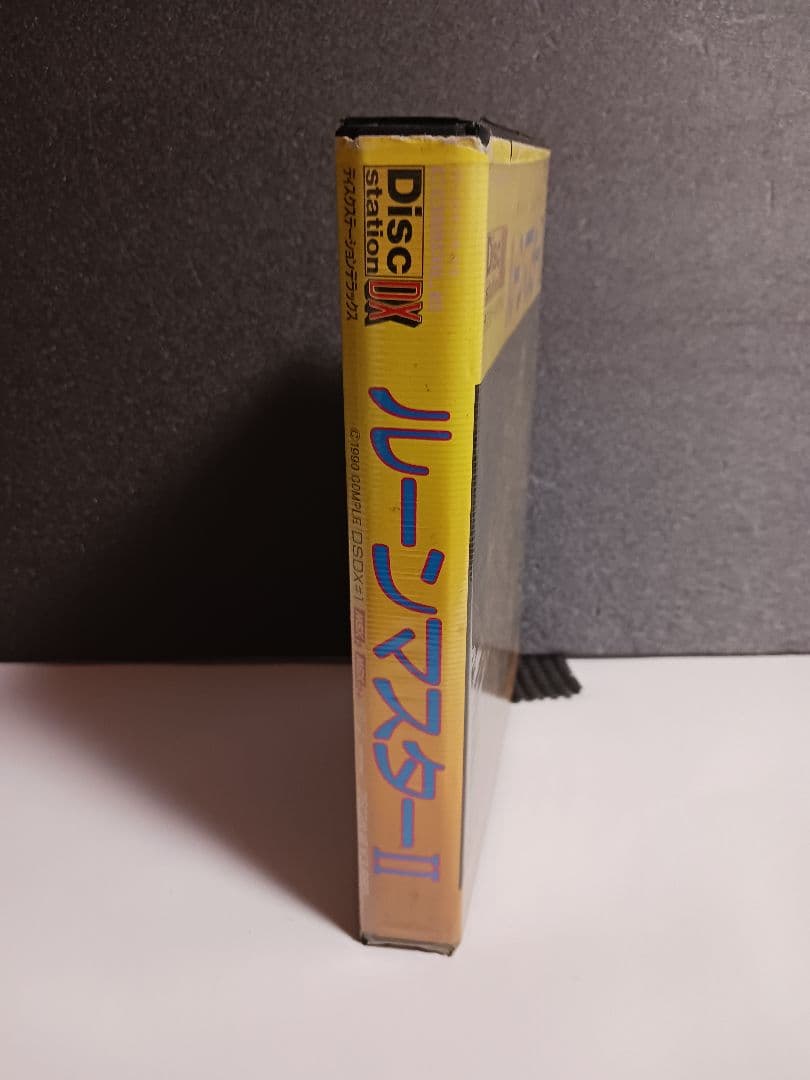 Disc
station
DX
ディスクステーションデラックス
ルーンマスターII
©1990 COMPILE DSDX#1
Disc